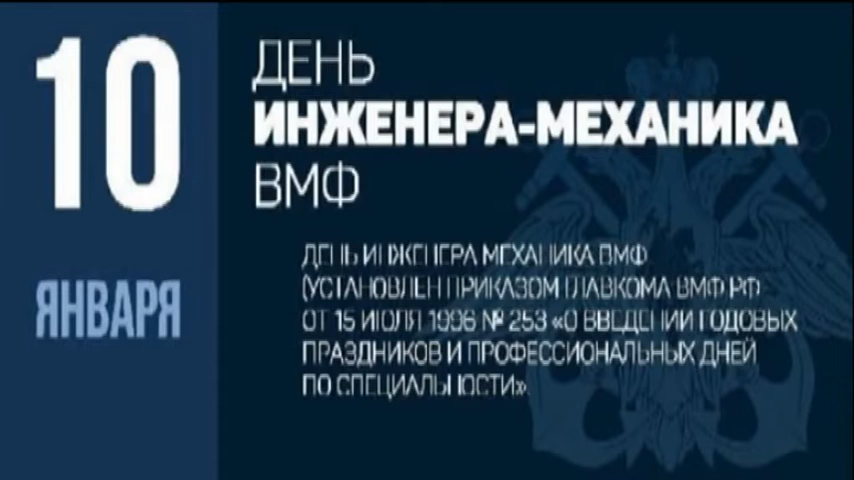 10
ЯНВАРЯ
ДЕНЬ
ИНЖЕНЕРА-МЕХАНИКА
ВМФ
ДЕНЬ ИНЖЕНЕРА МЕХАНИКА ВМФ
(УСТАНОВЛЕН ПРИКАЗОМ ГЛАВКОМА ВМФ РФ
ОТ 15 ИЮЛЯ 1996 № 253 «О ВВЕДЕНИИ ГОДОВЫХ
ПРАЗДНИКОВ И ПРОФЕССИОНАЛЬНЫХ ДНЕЙ
ПО СПЕЦИАЛЬНОСТИ».